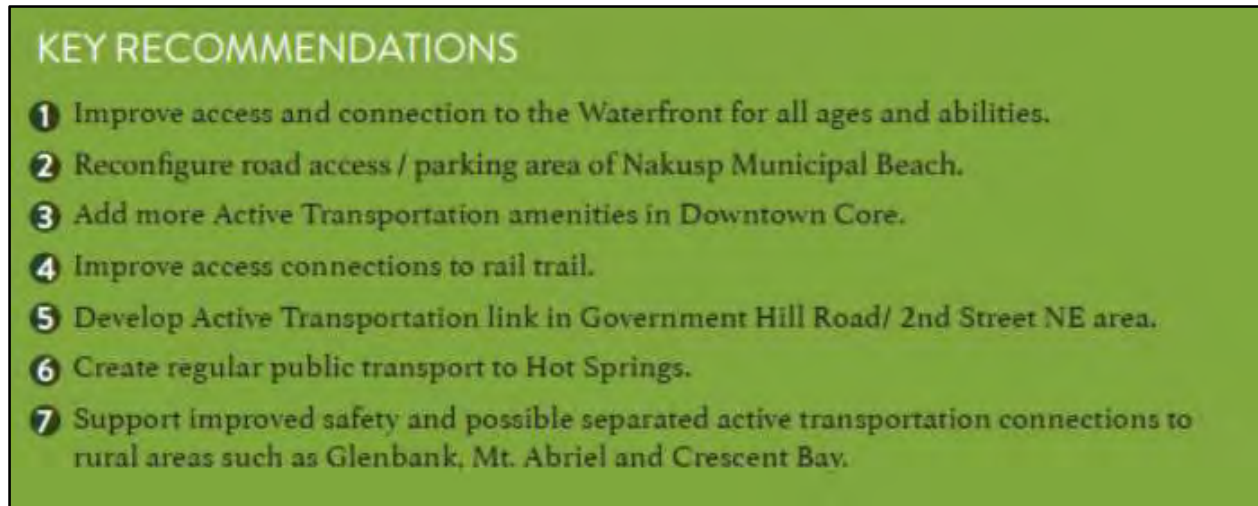 KEY RECOMMENDATIONS
1 Improve access and connection to the Waterfront for all ages and abilities.
2 Reconfigure road access / parking area of Nakusp Municipal Beach.
3 Add more Active Transportation amenities in Downtown Core.
4 Improve access connections to rail trail.
5 Develop Active Transportation link in Government Hill Road/ 2nd Street NE area.
6 Create regular public transport to Hot Springs.
7 Support improved safety and possible separated active transportation connections to
rural areas such as Glenbank, Mt. Abriel and Crescent Bay.